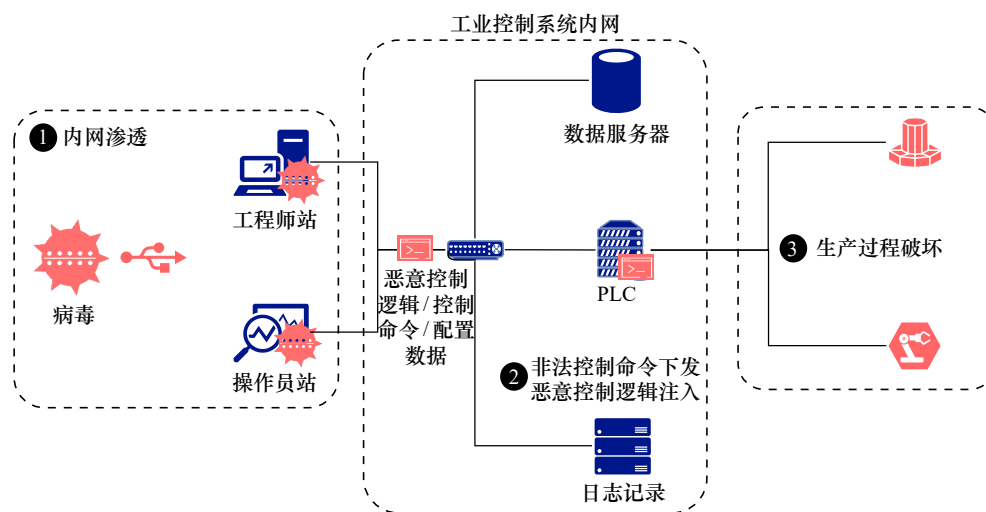 工业控制系统内网
1 内网渗透
数据服务器
工程师站
3 生产过程破坏
病毒
恶意控制
逻辑/控制
命令/配置
数据
PLC
操作员站
2 非法控制命令下发
恶意控制逻辑注入
日志记录